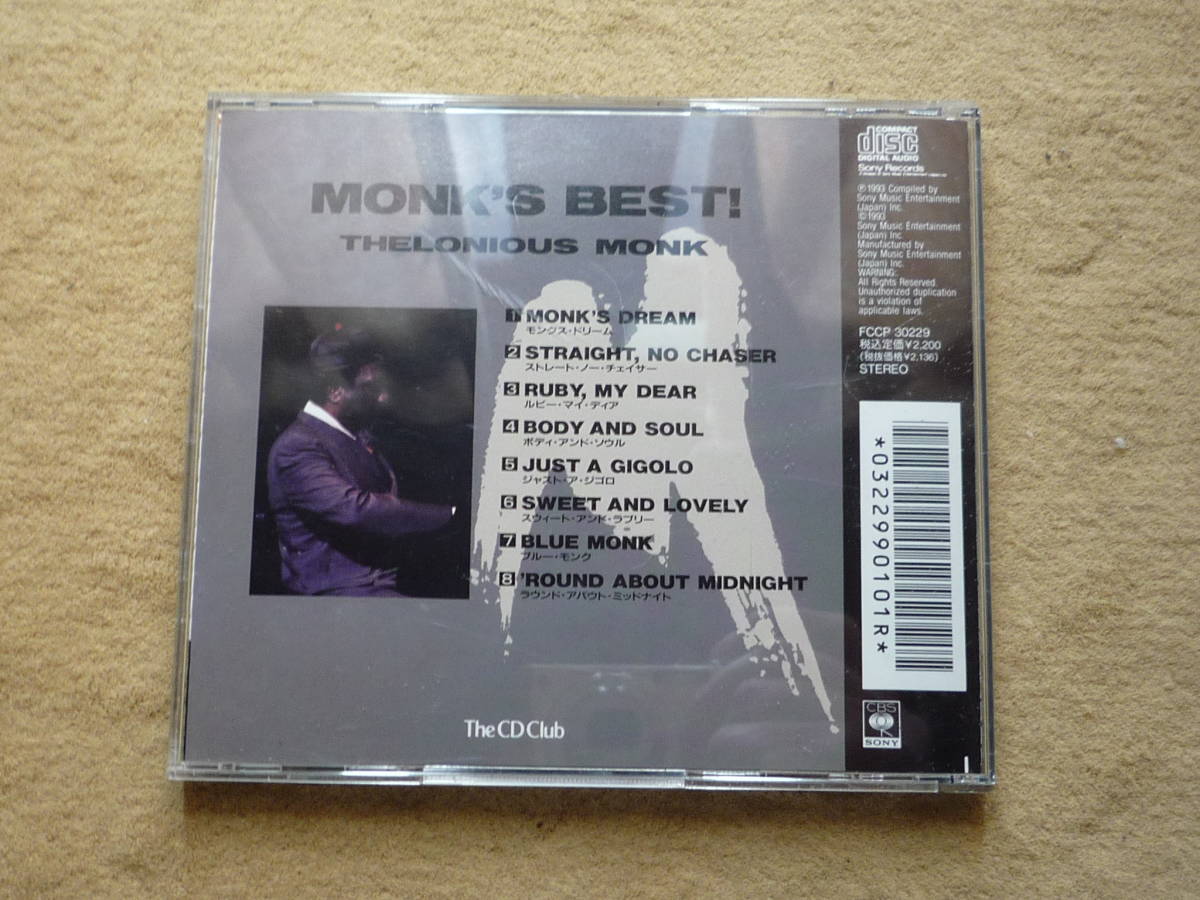 MONK'S BEST!
THELONIOUS MONK
1 MONK'S DREAM
モンクス・ドリーム
2 STRAIGHT, NO CHASER
ストレート・ノー・チェイサー
3 RUBY, MY DEAR
ルビー・マイ・ディア
4 BODY AND SOUL
ボディ・アンド・ソウル
5 JUST A GIGOLO
ジャスト・ア・ジゴロ
6 SWEET AND LOVELY
スウィート・アンド・ラブリー
7 BLUE MONK
ブルー・モンク
8 'ROUND ABOUT MIDNIGHT
ラウンド・アバウト・ミッドナイト
The CD Club
COMPACT
disc
DIGITAL AUDIO
Sony Records
℗1993 Compiled by
Sony Music Entertainment
(Japan) Inc.
©1993
Sony Music Entertainment
(Japan) Inc.
Manufactured by
Sony Music Entertainment
(Japan) Inc.
WARNING:
All Rights Reserved.
Unauthorized duplication
is a violation of
applicable laws.
FCCP 30229
税込定価¥2,200
(税抜価格¥2,136)
STEREO
*0322990101R*
CBS
SONY